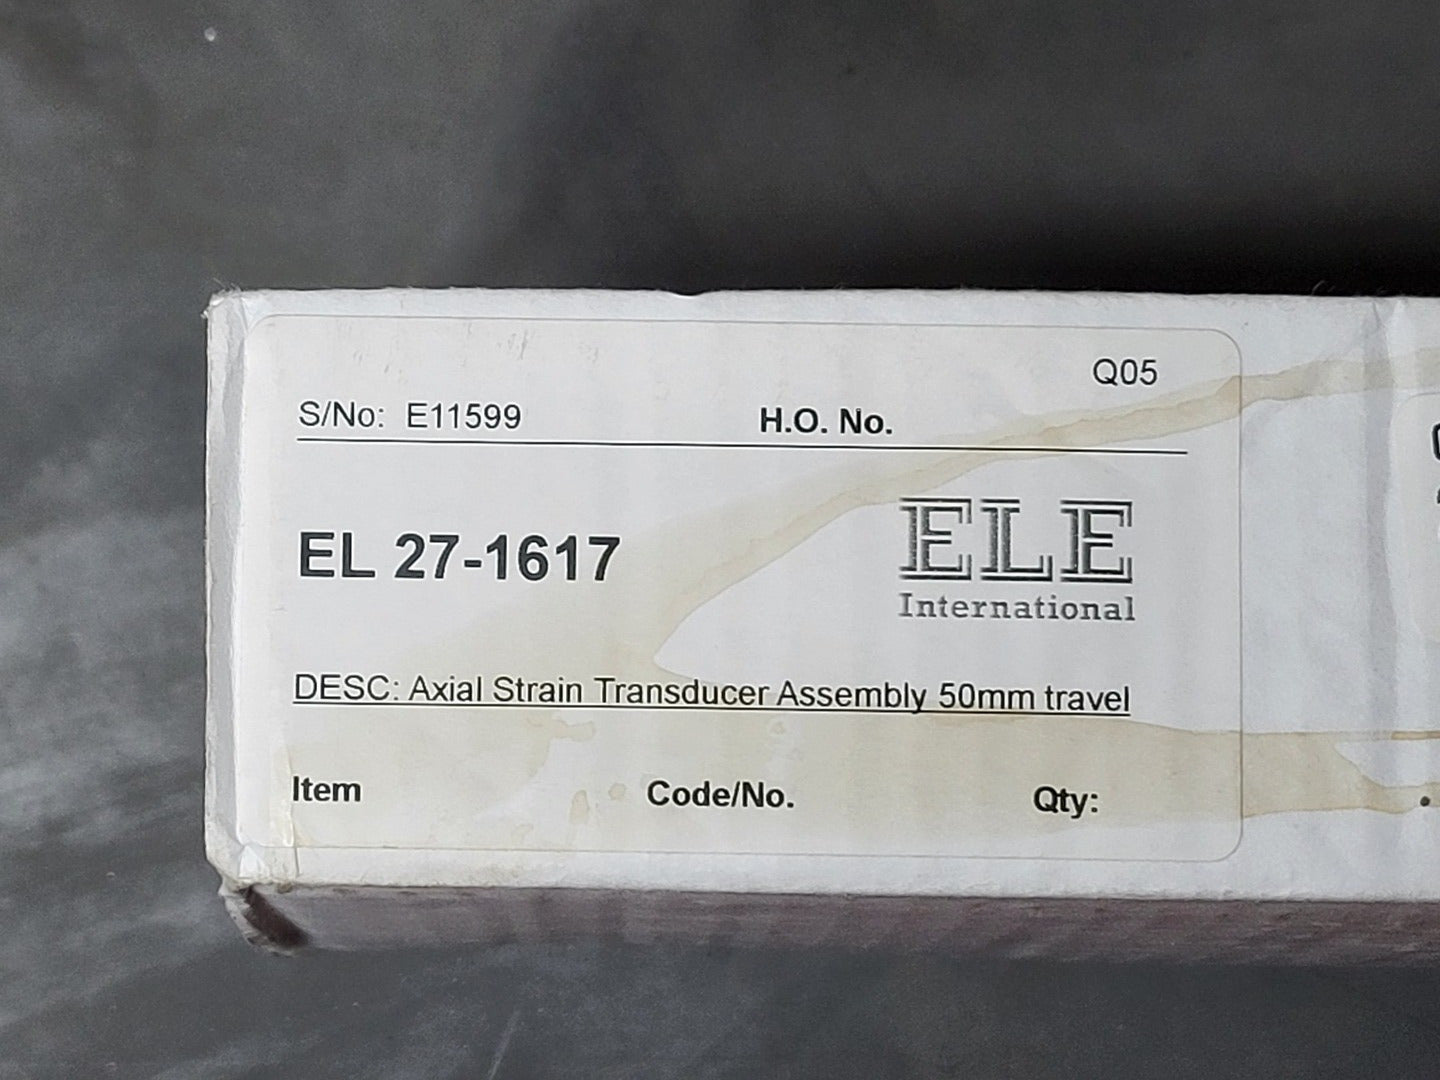 Q05
S/No: E11599 H.O. No.
EL 27-1617
ELE
International
DESC: Axial Strain Transducer Assembly 50mm travel
Item Code/No. Qty: